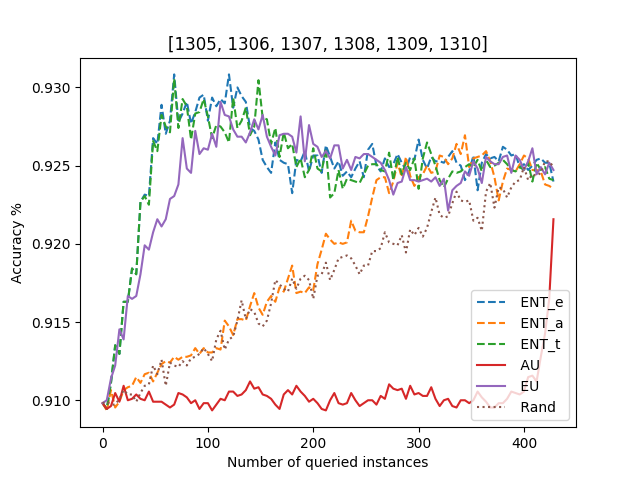 [1305, 1306, 1307, 1308, 1309, 1310]
Accuracy %
0.930
0.925
0.920
0.915
0.910
0
100
200
300
400
Number of queried instances
ENT_e
ENT_a
ENT_t
AU
EU
Rand